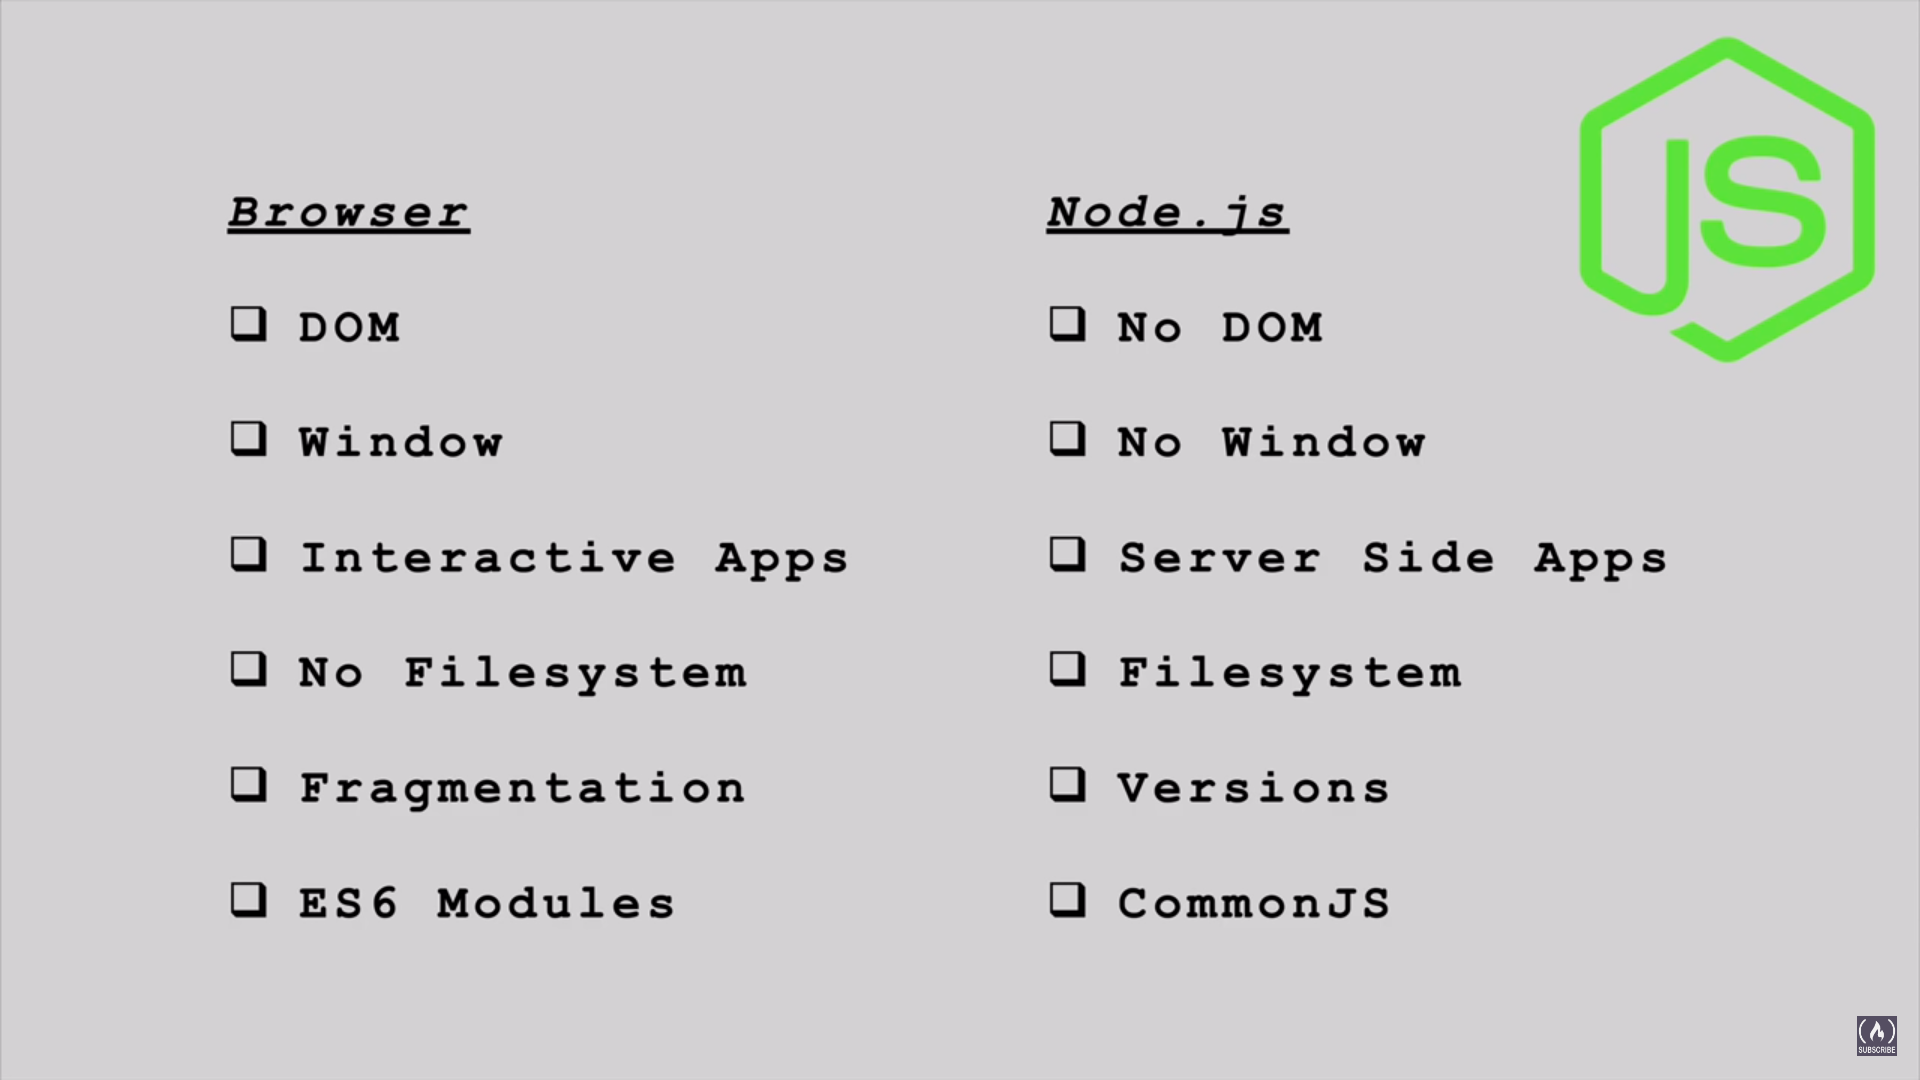 Browser
❑ DOM
❑ Window
❑ Interactive Apps
❑ No Filesystem
❑ Fragmentation
❑ ES6 Modules
Node.js
❑ No DOM
❑ No Window
❑ Server Side Apps
❑ Filesystem
❑ Versions
❑ CommonJS
JS
SUBSCRIBE